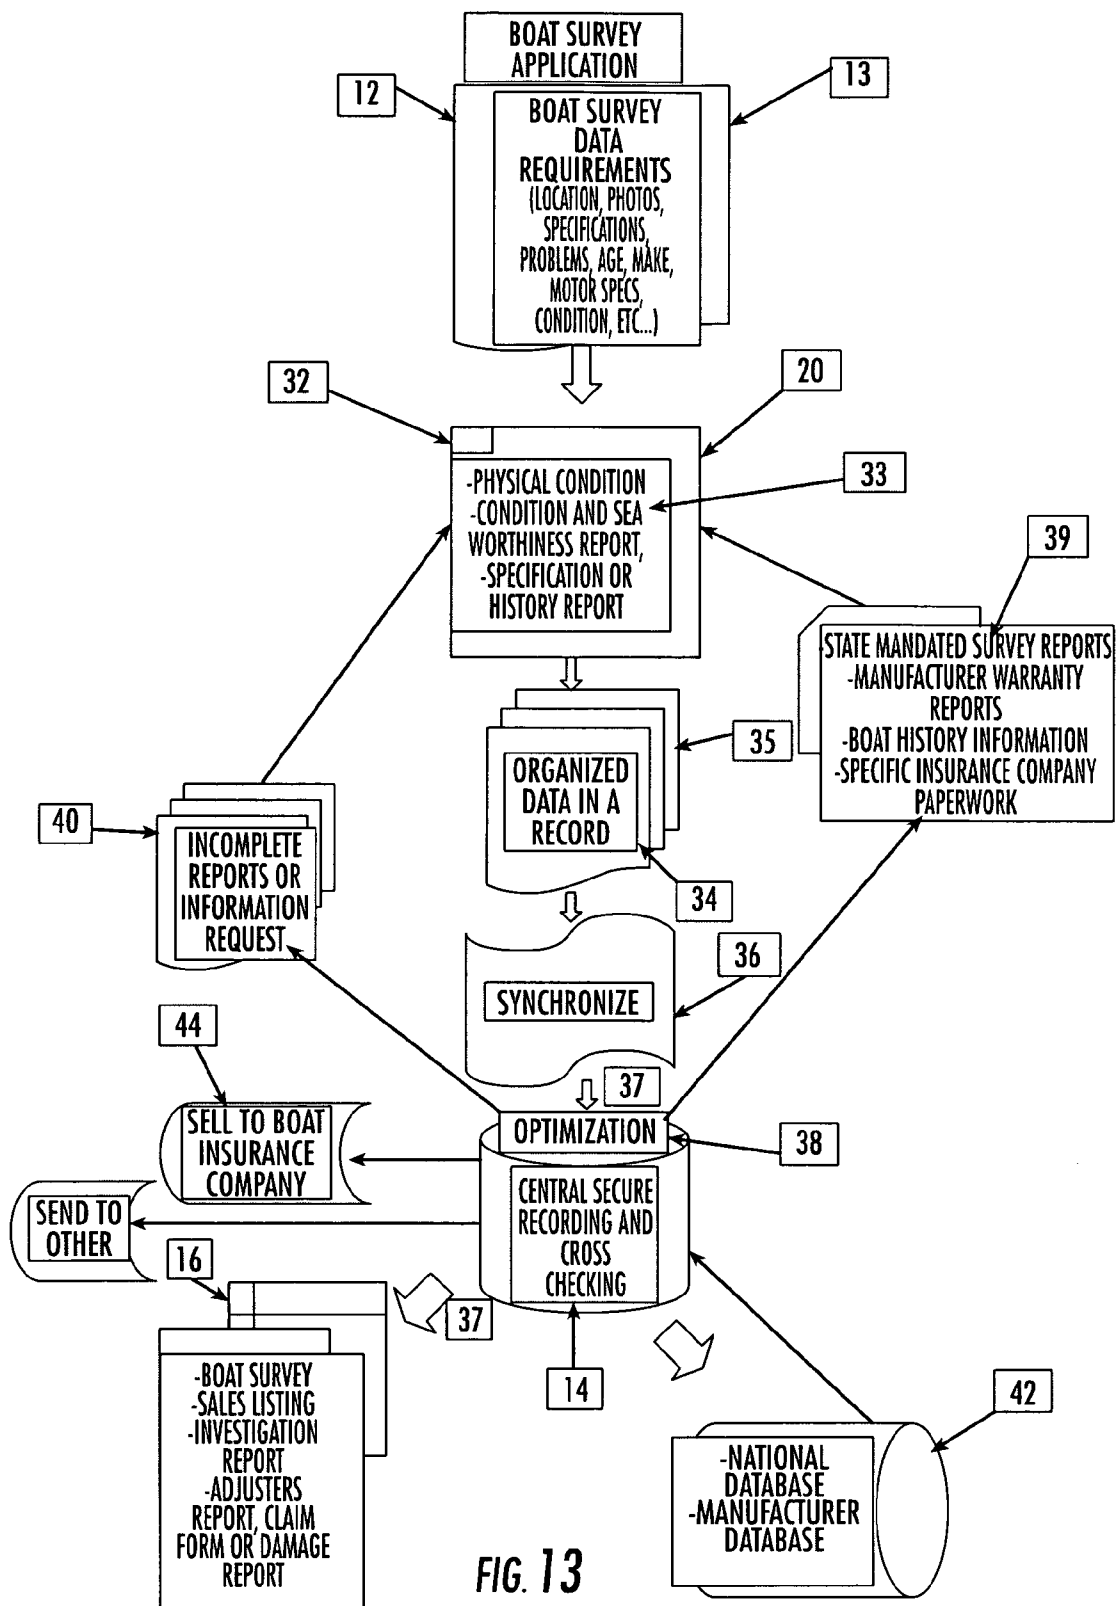 BOAT SURVEY
APPLICATION
12
13
BOAT SURVEY
DATA
REQUIREMENTS
(LOCATION, PHOTOS,
SPECIFICATIONS,
PROBLEMS, AGE, MAKE,
MOTOR SPECS,
CONDITION, ETC...)
32
20
-PHYSICAL CONDITION
-CONDITION AND SEA
WORTHINESS REPORT,
-SPECIFICATION OR
HISTORY REPORT
33
39
-STATE MANDATED SURVEY REPORTS
-MANUFACTURER WARRANTY
REPORTS
-BOAT HISTORY INFORMATION
-SPECIFIC INSURANCE COMPANY
PAPERWORK
35
ORGANIZED
DATA IN A
RECORD
34
40
INCOMPLETE
REPORTS OR
INFORMATION
REQUEST
36
SYNCHRONIZE
37
44
SELL TO BOAT
INSURANCE
COMPANY
OPTIMIZATION
38
CENTRAL SECURE
RECORDING AND
CROSS
CHECKING
SEND TO
OTHER
16
37
14
-BOAT SURVEY
-SALES LISTING
-INVESTIGATION
REPORT
-ADJUSTERS
REPORT, CLAIM
FORM OR DAMAGE
REPORT
42
-NATIONAL
DATABASE
-MANUFACTURER
DATABASE
FIG. 13